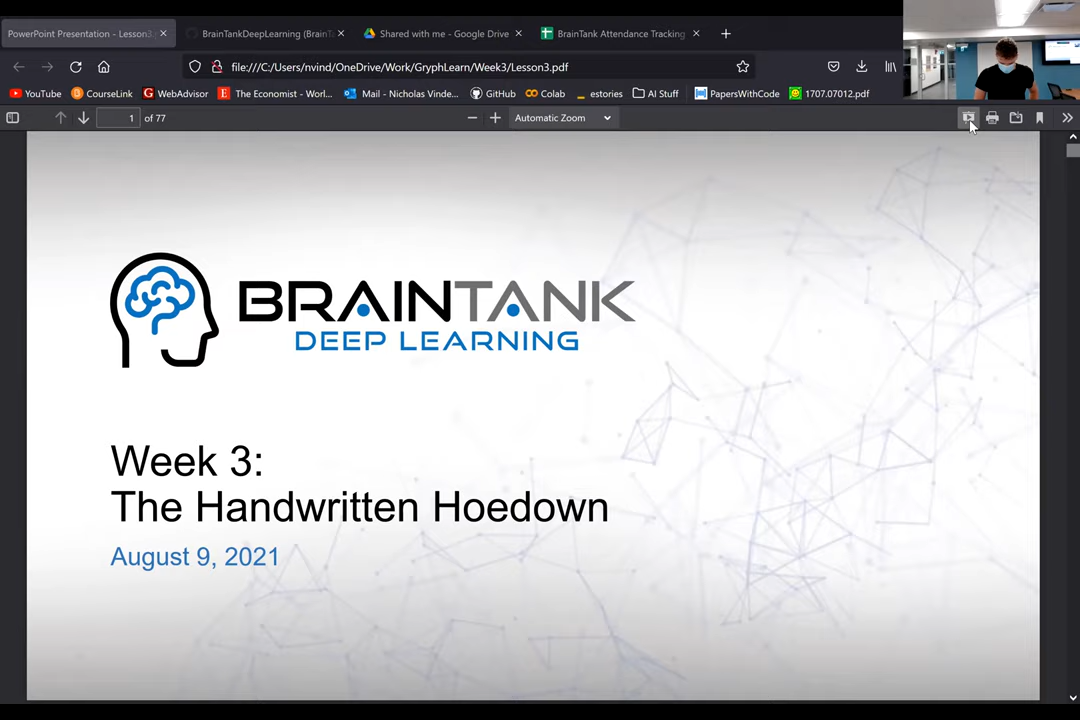 PowerPoint Presentation - Lesson3.
BrainTankDeepLearning (BrainT
Shared with me - Google Drive
BrainTank Attendance Tracking
file:///C:/Users/nvind/OneDrive/Work/GryphLearn/Week3/Lesson3.pdf
YouTube
CourseLink
WebAdvisor
The Economist - Worl...
Mail - Nicholas Vinde...
GitHub
Colab
estories
AI Stuff
PapersWithCode
1707.07012.pdf
1 of 77
Automatic Zoom
BRAINTANK
DEEP LEARNING
Week 3:
The Handwritten Hoedown
August 9, 2021